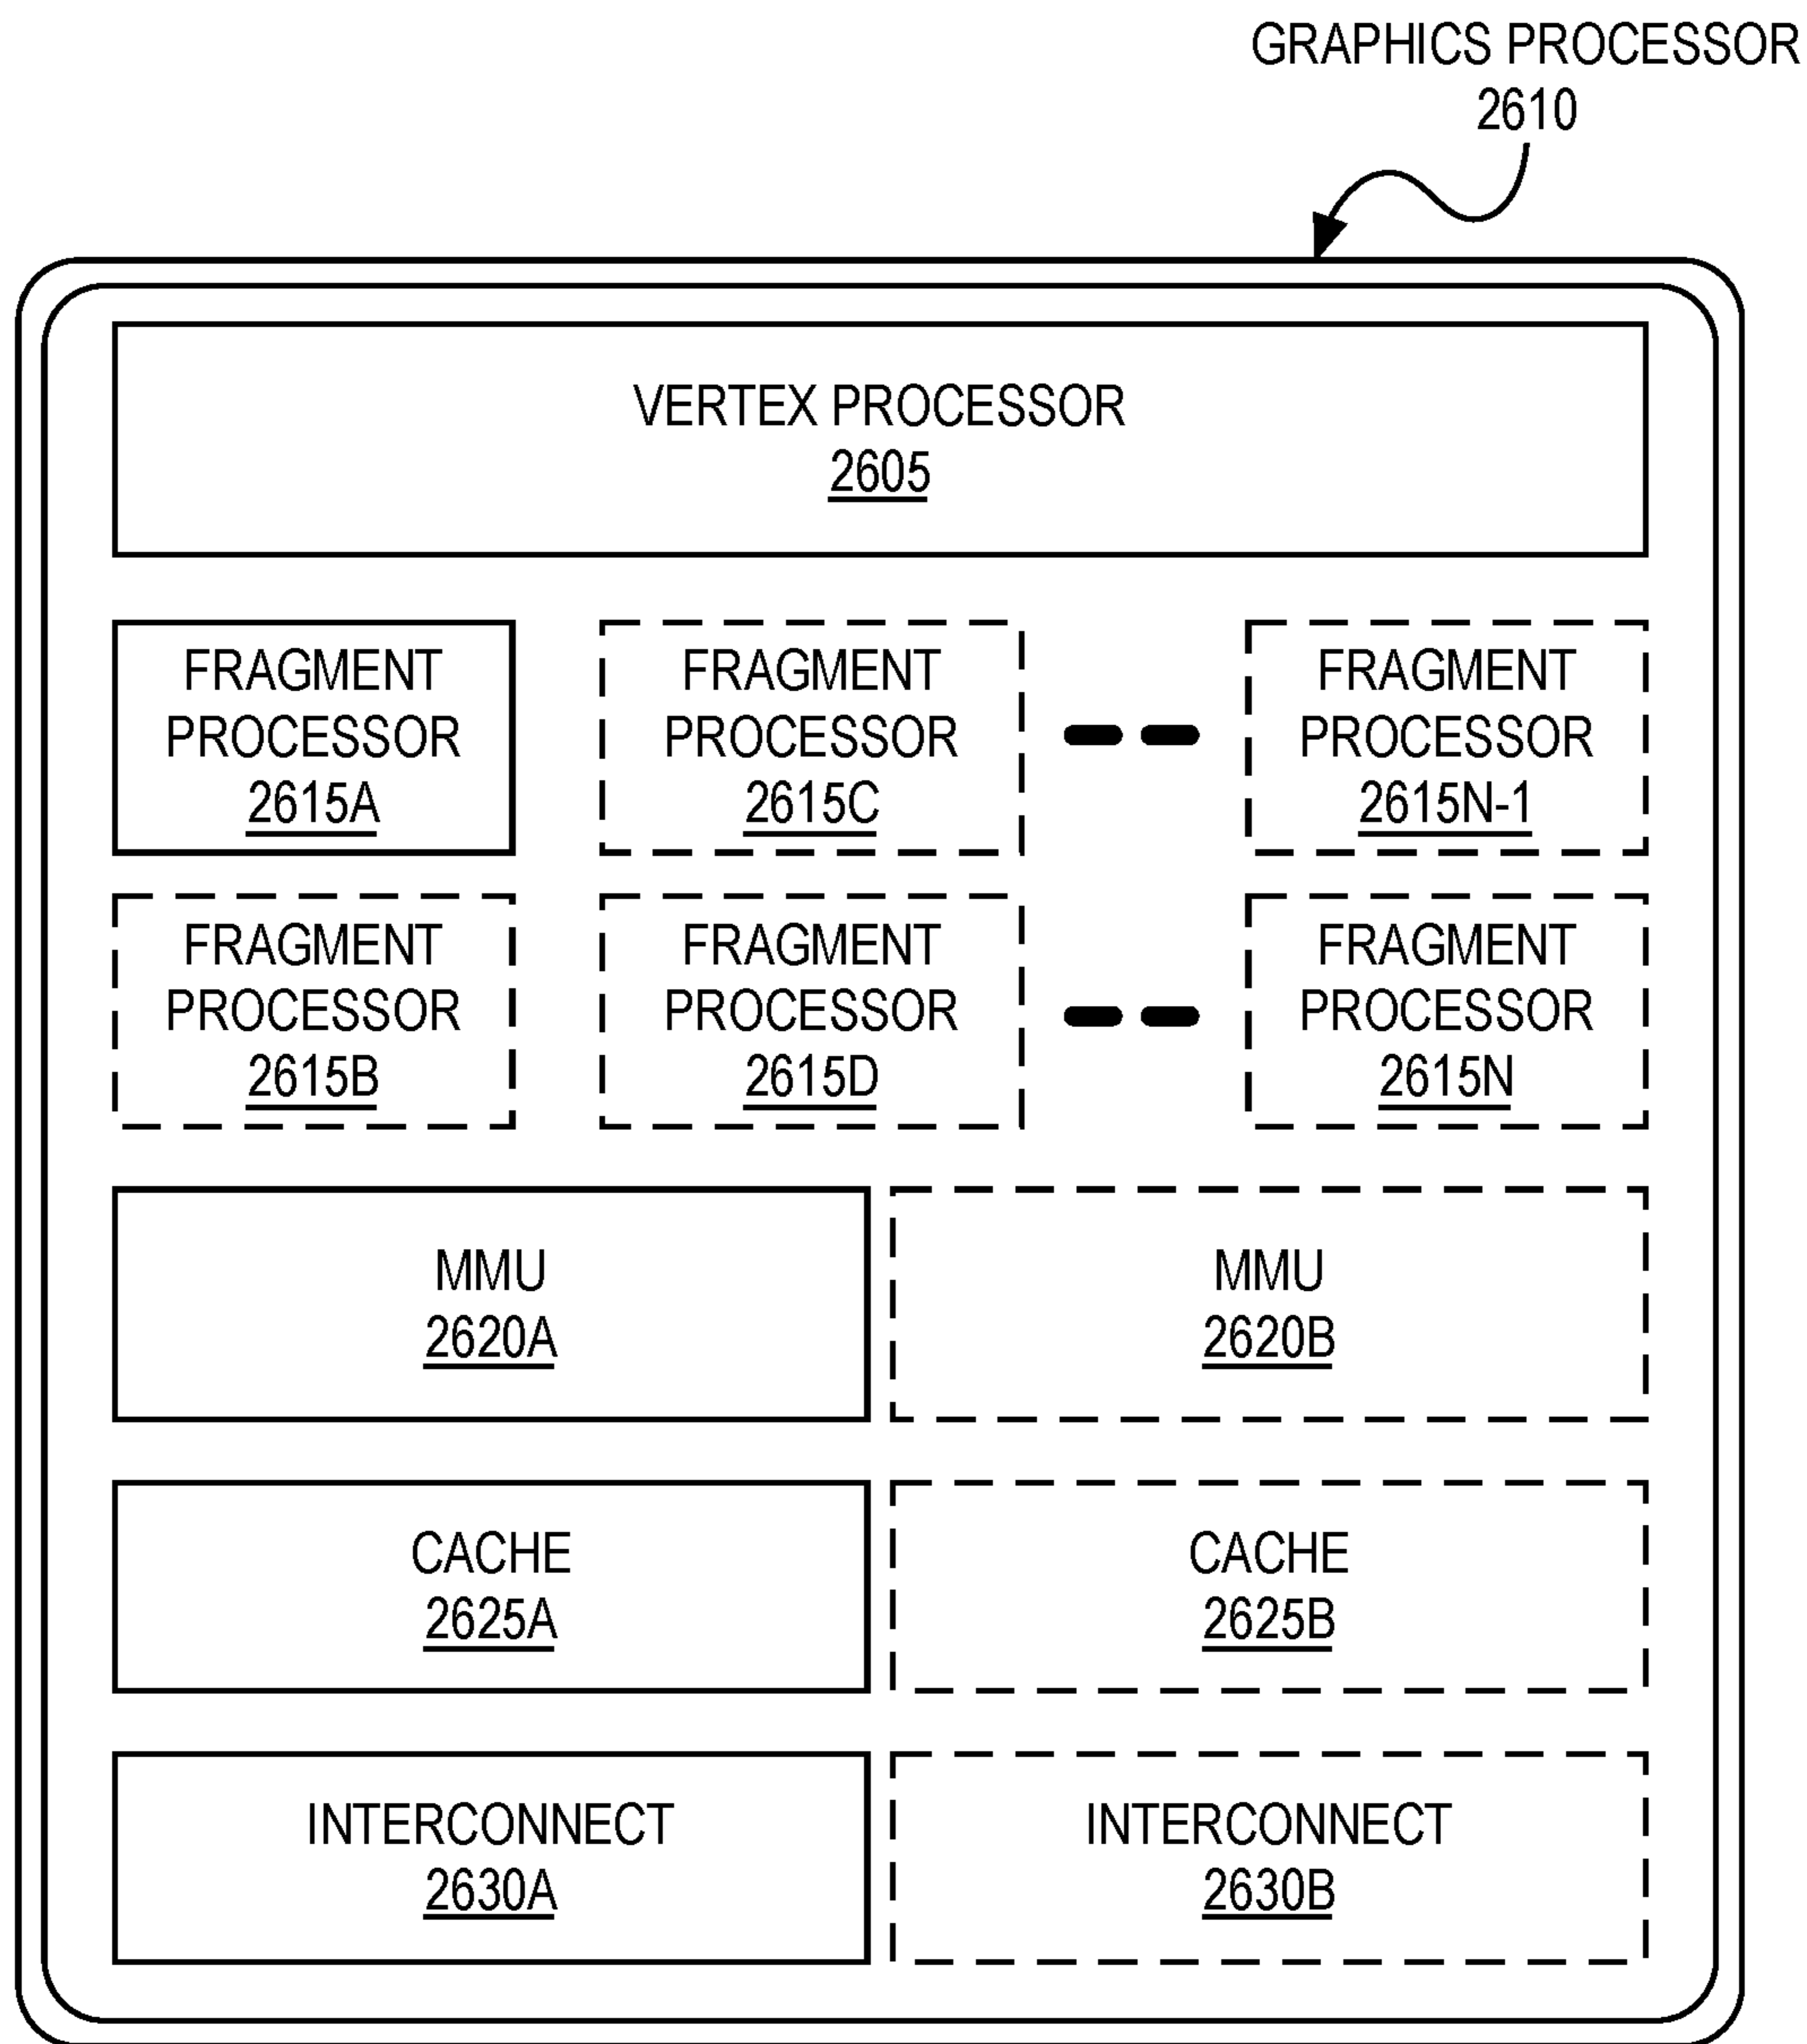 GRAPHICS PROCESSOR
2610
VERTEX PROCESSOR
2605
FRAGMENT
PROCESSOR
2615A
FRAGMENT
PROCESSOR
2615C
FRAGMENT
PROCESSOR
2615N-1
FRAGMENT
PROCESSOR
2615B
FRAGMENT
PROCESSOR
2615D
FRAGMENT
PROCESSOR
2615N
MMU
2620A
MMU
2620B
CACHE
2625A
CACHE
2625B
INTERCONNECT
2630A
INTERCONNECT
2630B